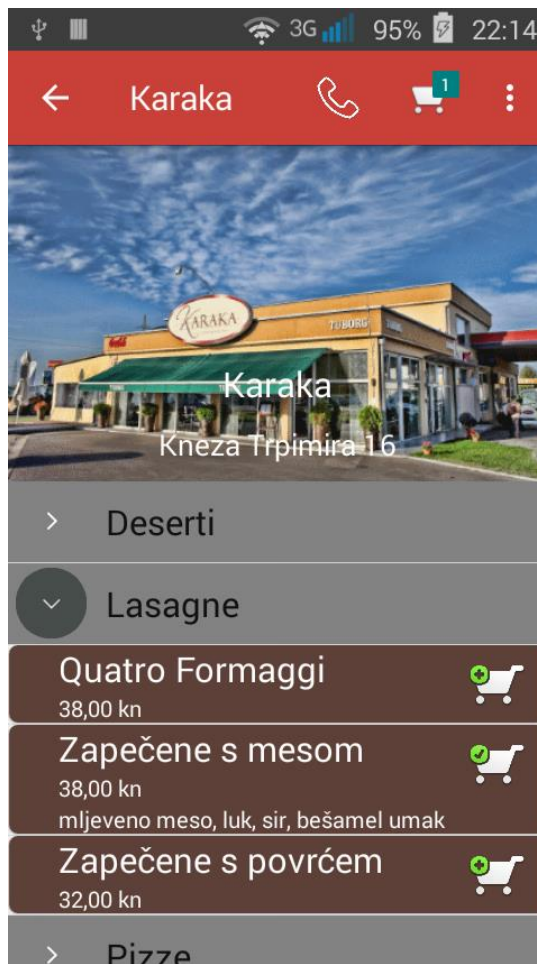 3G 95% 22:14
Karaka 1
KARAKA
TUBORG
Karaka
Kneza Trpimira 16
Deserti
Lasagne
Quatro Formaggi
38,00 kn
Zapečene s mesom
38,00 kn
mljeveno meso, luk, sir, bešamel umak
Zapečene s povrćem
32,00 kn
Pizze